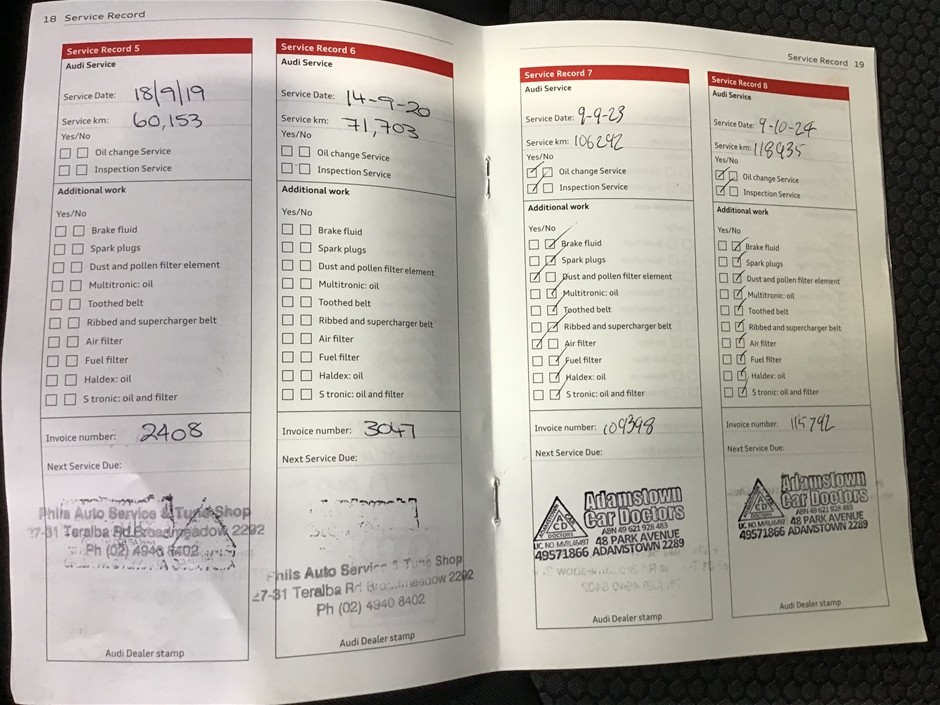 18 Service Record
Service Record 5
Audi Service
Service Date: 18/9/19
Service km: 60,153
Yes/No
Oil change Service
Inspection Service
Additional work
Yes/No
Brake fluid
Spark plugs
Dust and pollen filter element
Multitronic: oil
Toothed belt
Ribbed and supercharger belt
Air filter
Fuel filter
Haldex: oil
S tronic: oil and filter
Invoice number: 2408
Next Service Due:
Phils Auto Service & Tune Shop
27-31 Teralba Rd Broadmeadow 2292
Ph (02) 4940 8402
Audi Dealer stamp
Service Record 6
Audi Service
Service Date: 14-9-20
Service km: 71,703
Yes/No
Oil change Service
Inspection Service
Additional work
Yes/No
Brake fluid
Spark plugs
Dust and pollen filter element
Multitronic: oil
Toothed belt
Ribbed and supercharger belt
Air filter
Fuel filter
Haldex: oil
S tronic: oil and filter
Invoice number: 3047
Next Service Due:
Phils Auto Service & Tune Shop
27-31 Teralba Rd Broadmeadow 2292
Ph (02) 4940 8402
Audi Dealer stamp
Service Record 19
Service Record 7
Audi Service
Service Date: 9-9-23
Service km: 106292
Yes/No
Oil change Service
Inspection Service
Additional work
Yes/No
Brake fluid
Spark plugs
Dust and pollen filter element
Multitronic: oil
Toothed belt
Ribbed and supercharger belt
Air filter
Fuel filter
Haldex: oil
S tronic: oil and filter
Invoice number: 109398
Next Service Due:
Adamstown
Car Doctors
ABN 49 621 928 483
48 PARK AVENUE
49571866 ADAMSTOWN 2289
Audi Dealer stamp
Service Record 8
Audi Service
Service Date: 9-10-24
Service km: 118935
Yes/No
Oil change Service
Inspection Service
Additional work
Yes/No
Brake fluid
Spark plugs
Dust and pollen filter element
Multitronic: oil
Toothed belt
Ribbed and supercharger belt
Air filter
Fuel filter
Haldex: oil
S tronic: oil and filter
Invoice number: 115792
Next Service Due:
Adamstown
Car Doctors
ABN 49 621 928 483
48 PARK AVENUE
49571866 ADAMSTOWN 2289
Audi Dealer stamp